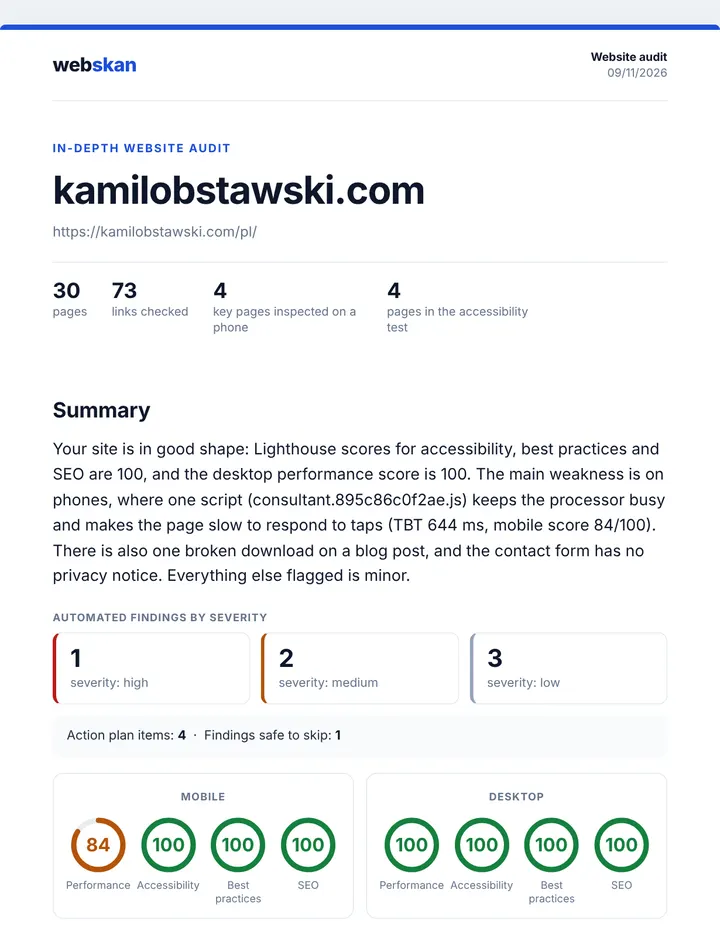 webskan
Website audit
09/11/2026
IN-DEPTH WEBSITE AUDIT
kamilobstawski.com
https://kamilobstawski.com/pl/
30
pages
73
links checked
4
key pages inspected on a
phone
4
pages in the accessibility
test
Summary
Your site is in good shape: Lighthouse scores for accessibility, best practices and
SEO are 100, and the desktop performance score is 100. The main weakness is on
phones, where one script (consultant.895c86c0f2ae.js) keeps the processor busy
and makes the page slow to respond to taps (TBT 644 ms, mobile score 84/100).
There is also one broken download on a blog post, and the contact form has no
privacy notice. Everything else flagged is minor.
AUTOMATED FINDINGS BY SEVERITY
1
severity: high
2
severity: medium
3
severity: low
Action plan items: 4 · Findings safe to skip: 1
MOBILE
84
Performance
100
Accessibility
100
Best
practices
100
SEO
DESKTOP
100
Performance
100
Accessibility
100
Best
practices
100
SEO